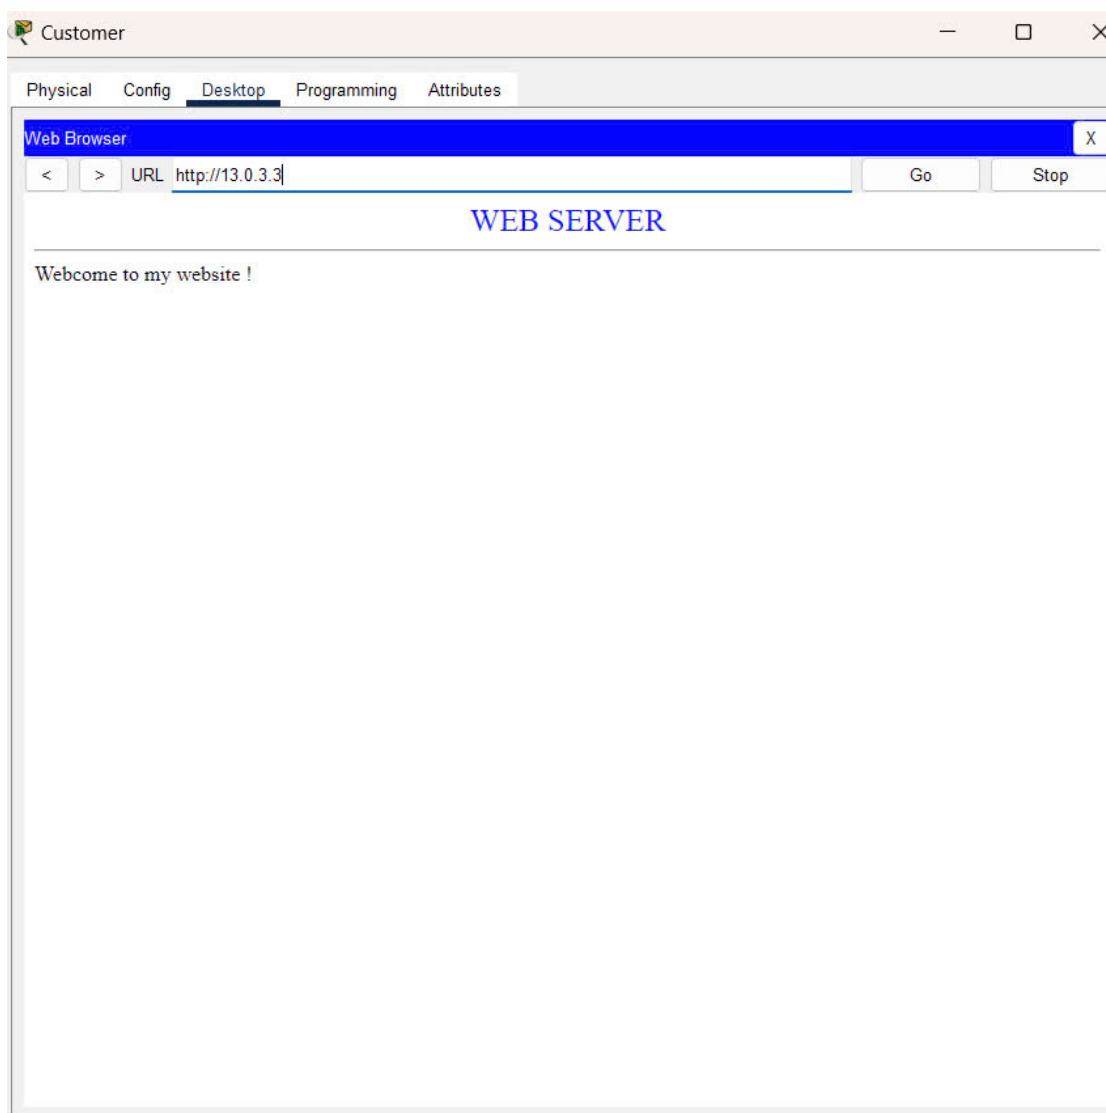 Customer
Physical Config Desktop Programming Attributes
Web Browser X
< > URL http://13.0.3.3 Go Stop
WEB SERVER
Webcome to my website !